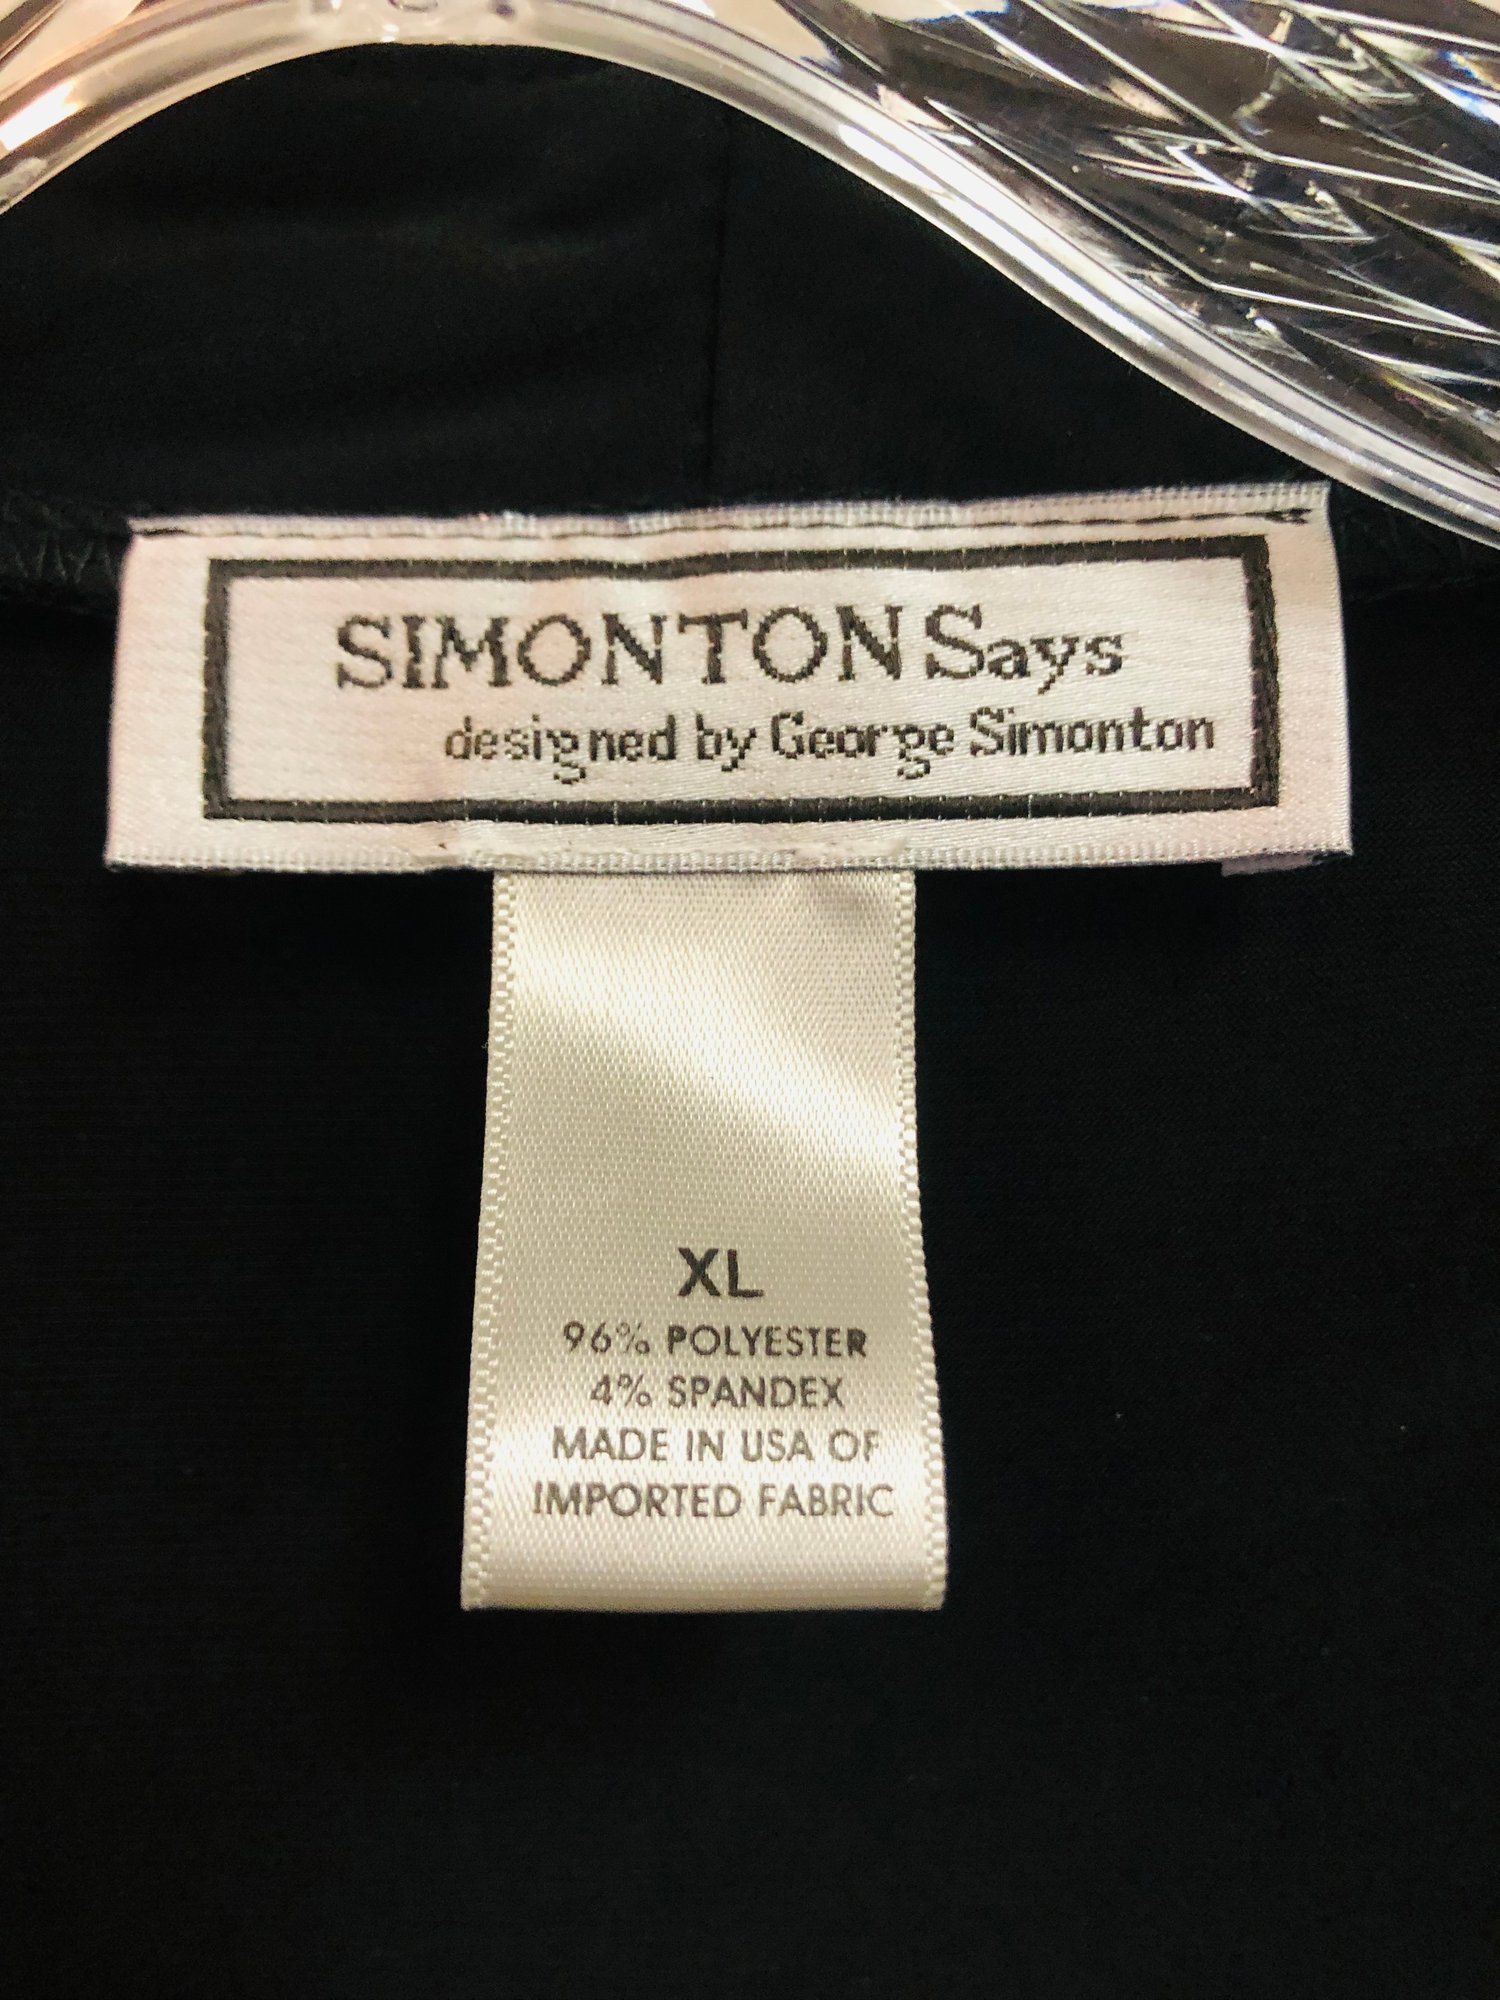 SIMONTON Says
designed by George Simonton
XL
96% POLYESTER
4% SPANDEX
MADE IN USA OF
IMPORTED FABRIC